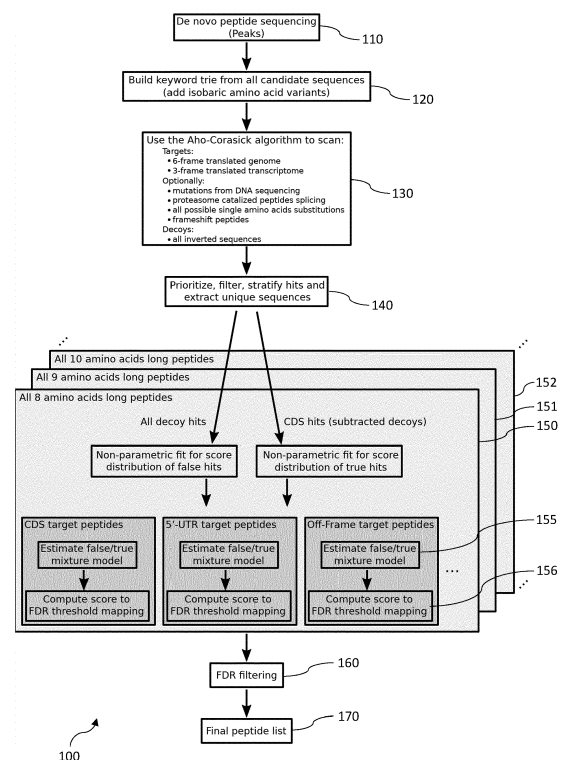 De novo peptide sequencing
(Peaks)
110
Build keyword trie from all candidate sequences
(add isobaric amino acid variants)
120
Use the Aho-Corasick algorithm to scan:
Targets:
• 6-frame translated genome
• 3-frame translated transcriptome
Optionally:
• mutations from DNA sequencing
• proteasome catalized peptides splicing
• all possible single amino acids substitutions
• frameshift peptides
Decoys:
• all inverted sequences
130
Prioritize, filter, stratify hits and
extract unique sequences
140
...
...
All 10 amino acids long peptides
All 9 amino acids long peptides
All 8 amino acids long peptides
152
151
150
All decoy hits
CDS hits (subtracted decoys)
Non-parametric fit for score
distribution of false hits
Non-parametric fit for score
distribution of true hits
CDS target peptides
5'-UTR target peptides
Off-Frame target peptides
Estimate false/true
mixture model
Estimate false/true
mixture model
Estimate false/true
mixture model
155
...
Compute score to
FDR threshold mapping
Compute score to
FDR threshold mapping
Compute score to
FDR threshold mapping
156
...
FDR filtering
160
Final peptide list
170
100